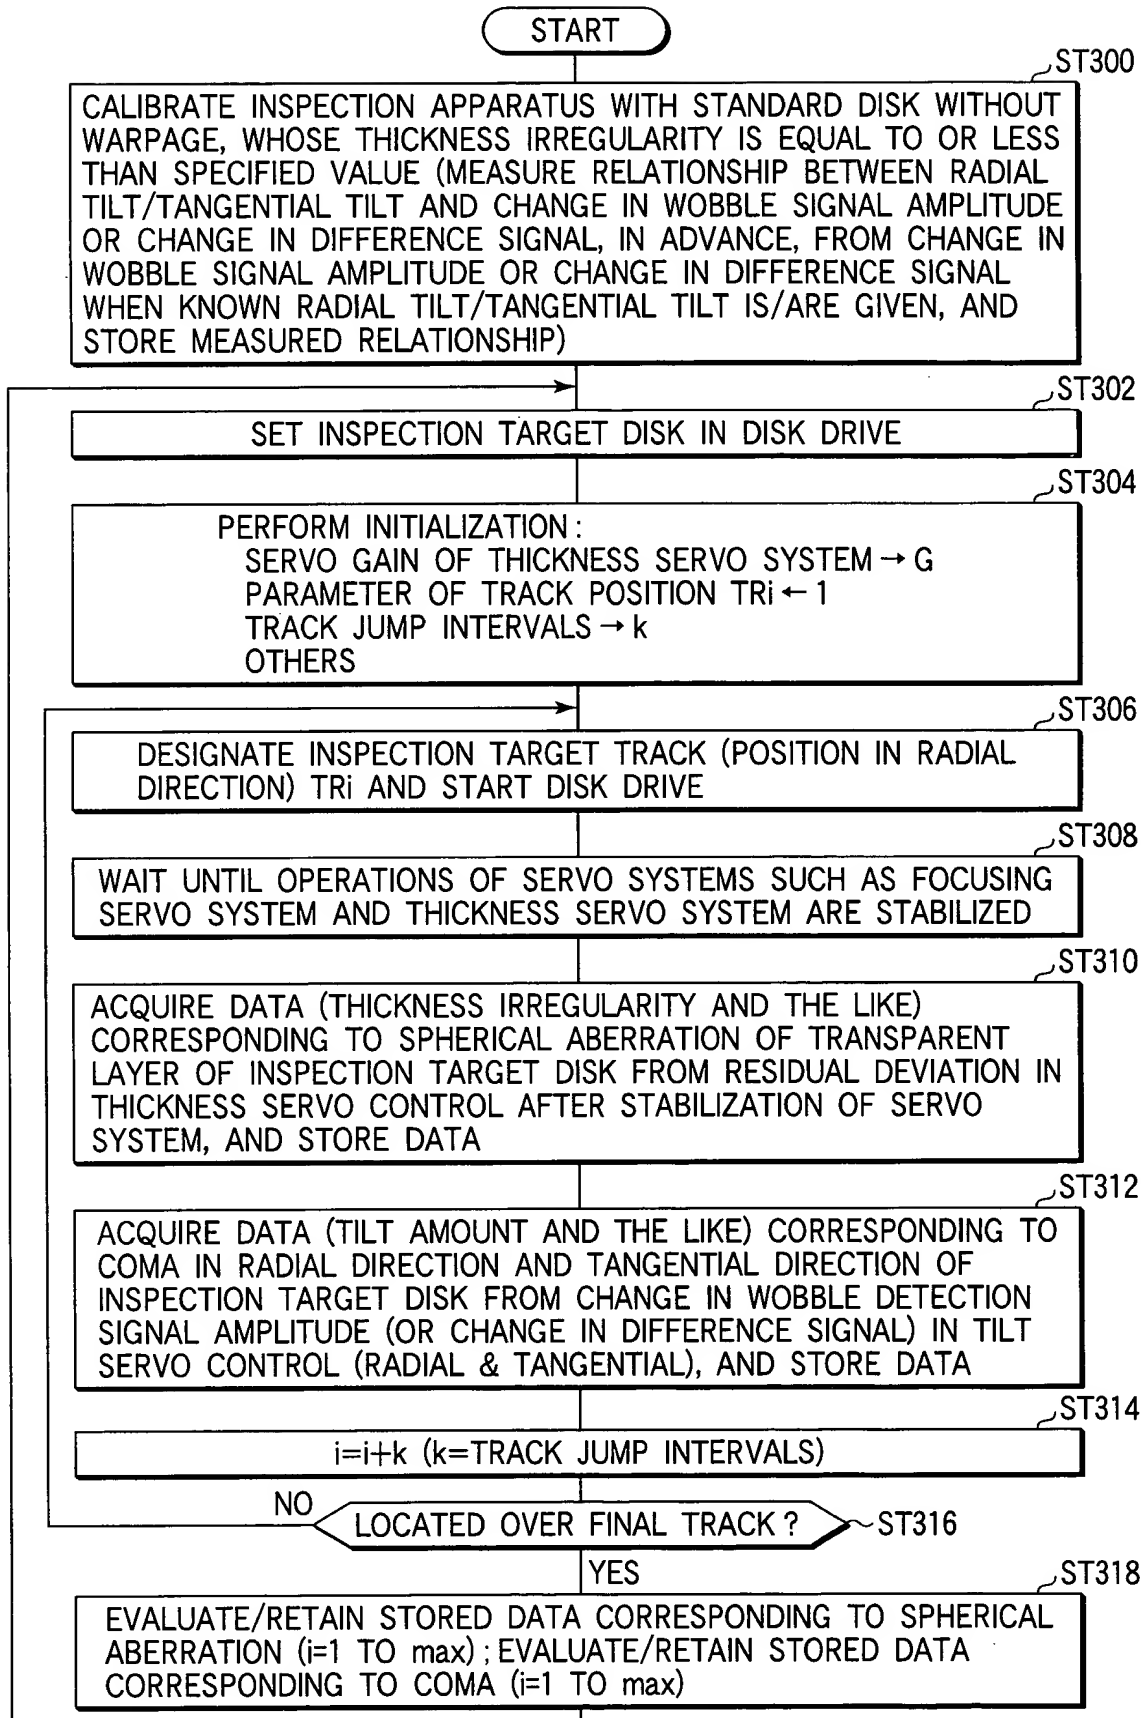 START
ST300
CALIBRATE INSPECTION APPARATUS WITH STANDARD DISK WITHOUT
WARPAGE, WHOSE THICKNESS IRREGULARITY IS EQUAL TO OR LESS
THAN SPECIFIED VALUE (MEASURE RELATIONSHIP BETWEEN RADIAL
TILT/TANGENTIAL TILT AND CHANGE IN WOBBLE SIGNAL AMPLITUDE
OR CHANGE IN DIFFERENCE SIGNAL, IN ADVANCE, FROM CHANGE IN
WOBBLE SIGNAL AMPLITUDE OR CHANGE IN DIFFERENCE SIGNAL
WHEN KNOWN RADIAL TILT/TANGENTIAL TILT IS/ARE GIVEN, AND
STORE MEASURED RELATIONSHIP)
ST302
SET INSPECTION TARGET DISK IN DISK DRIVE
ST304
PERFORM INITIALIZATION:
SERVO GAIN OF THICKNESS SERVO SYSTEM → G
PARAMETER OF TRACK POSITION TRi ← 1
TRACK JUMP INTERVALS → k
OTHERS
ST306
DESIGNATE INSPECTION TARGET TRACK (POSITION IN RADIAL
DIRECTION) TRi AND START DISK DRIVE
ST308
WAIT UNTIL OPERATIONS OF SERVO SYSTEMS SUCH AS FOCUSING
SERVO SYSTEM AND THICKNESS SERVO SYSTEM ARE STABILIZED
ST310
ACQUIRE DATA (THICKNESS IRREGULARITY AND THE LIKE)
CORRESPONDING TO SPHERICAL ABERRATION OF TRANSPARENT
LAYER OF INSPECTION TARGET DISK FROM RESIDUAL DEVIATION IN
THICKNESS SERVO CONTROL AFTER STABILIZATION OF SERVO
SYSTEM, AND STORE DATA
ST312
ACQUIRE DATA (TILT AMOUNT AND THE LIKE) CORRESPONDING TO
COMA IN RADIAL DIRECTION AND TANGENTIAL DIRECTION OF
INSPECTION TARGET DISK FROM CHANGE IN WOBBLE DETECTION
SIGNAL AMPLITUDE (OR CHANGE IN DIFFERENCE SIGNAL) IN TILT
SERVO CONTROL (RADIAL & TANGENTIAL), AND STORE DATA
ST314
i=i+k (k=TRACK JUMP INTERVALS)
NO
LOCATED OVER FINAL TRACK ?
ST316
YES
ST318
EVALUATE/RETAIN STORED DATA CORRESPONDING TO SPHERICAL
ABERRATION (i=1 TO max) ; EVALUATE/RETAIN STORED DATA
CORRESPONDING TO COMA (i=1 TO max)